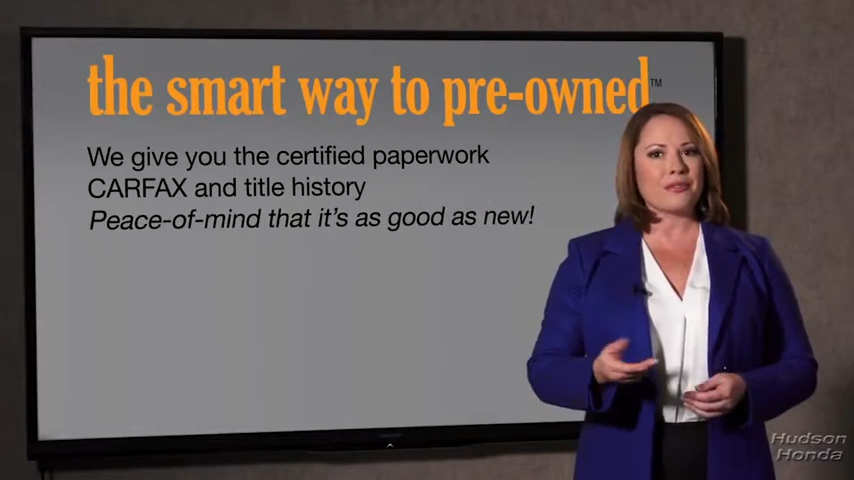 the smart way to pre-owned™
We give you the certified paperwork
CARFAX and title history
Peace-of-mind that it's as good as new!
Hudson
Honda